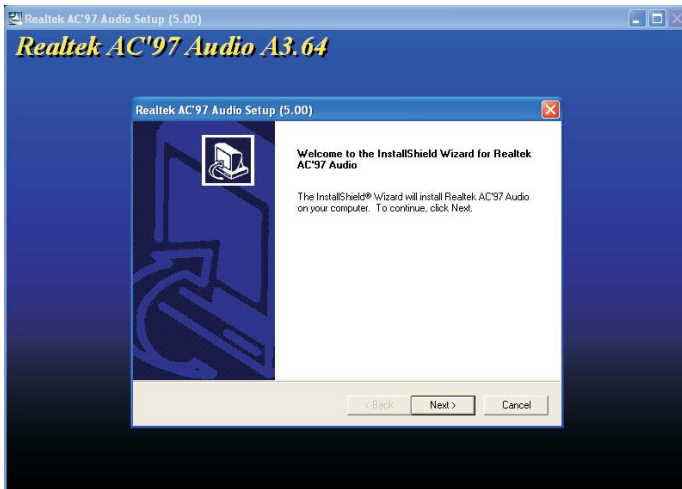 Realtek AC'97 Audio Setup (5.00)
Realtek AC'97 Audio A3.64
Realtek AC'97 Audio Setup (5.00)
Welcome to the InstallShield Wizard for Realtek
AC'97 Audio
The InstallShield® Wizard will install Realtek AC'97 Audio
on your computer. To continue, click Next.
< Back Next > Cancel